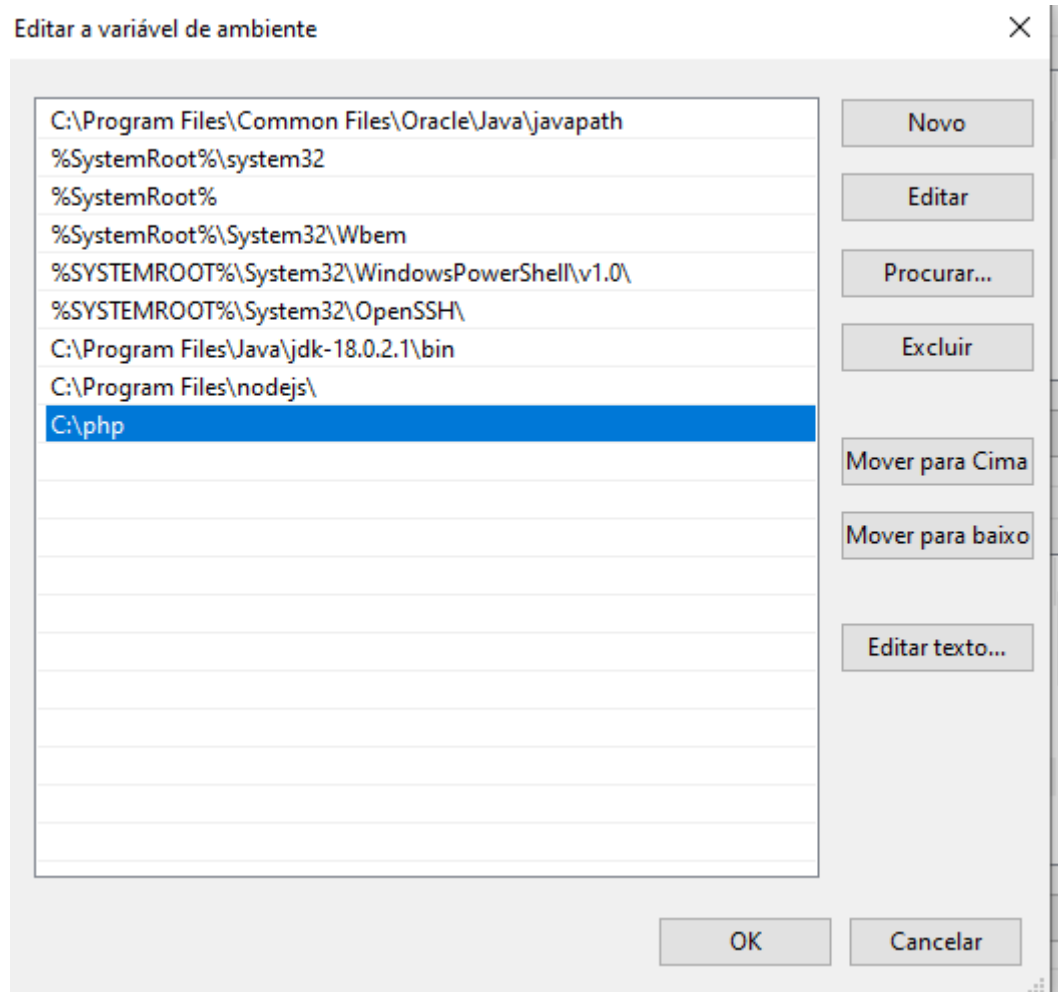 Editar a variável de ambiente
C:\Program Files\Common Files\Oracle\Java\javapath
%SystemRoot%\system32
%SystemRoot%
%SystemRoot%\System32\Wbem
%SYSTEMROOT%\System32\WindowsPowerShell\v1.0\
%SYSTEMROOT%\System32\OpenSSH\
C:\Program Files\Java\jdk-18.0.2.1\bin
C:\Program Files\nodejs\
C:\php
Novo
Editar
Procurar...
Excluir
Mover para Cima
Mover para baixo
Editar texto...
OK
Cancelar